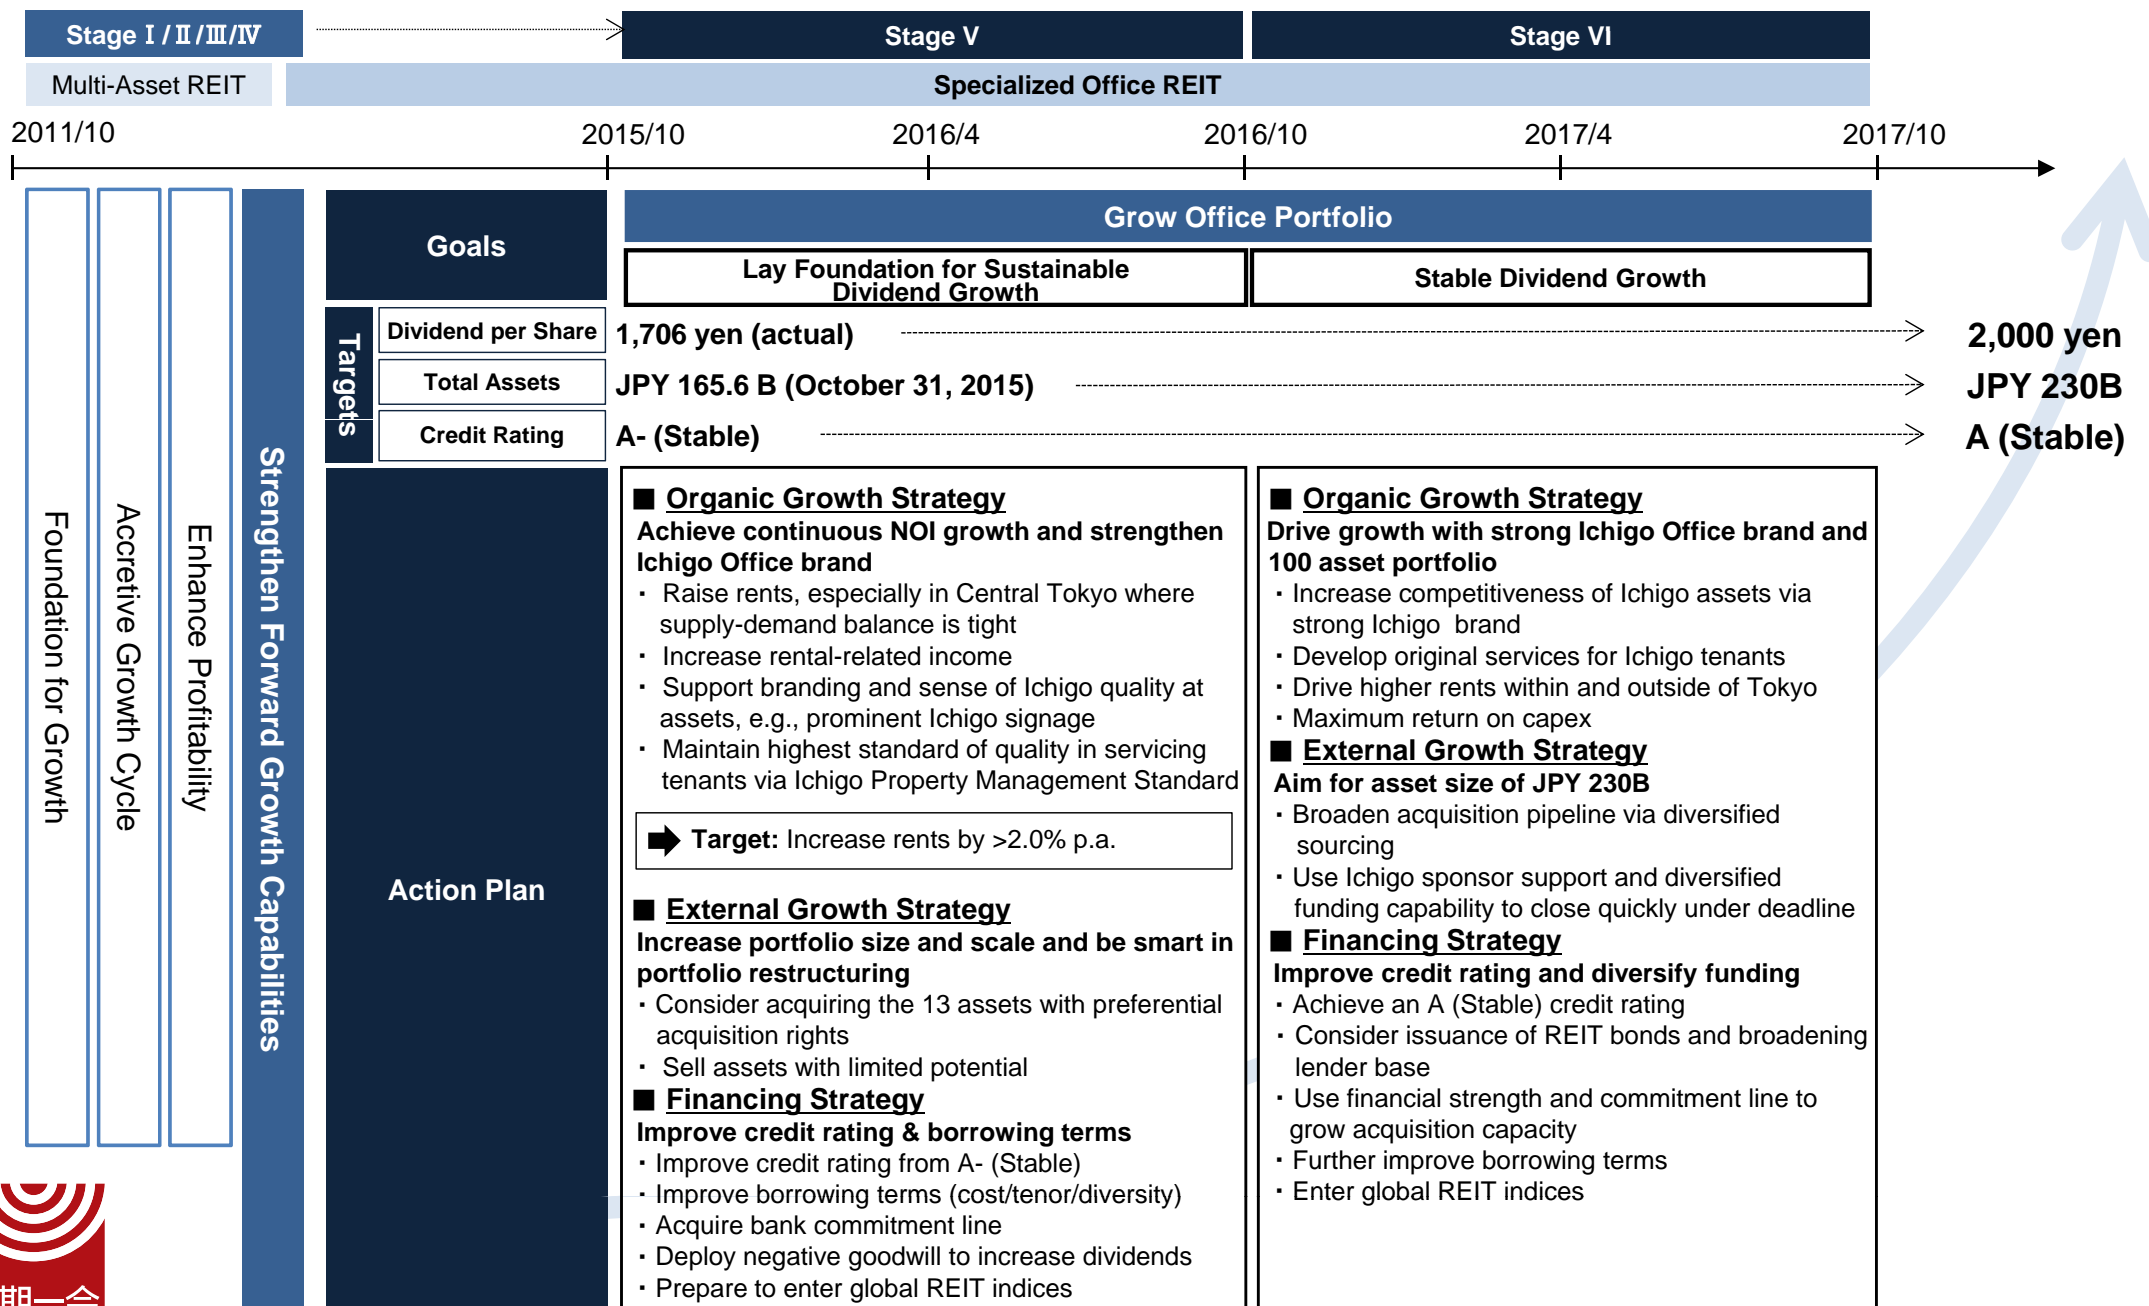 Stage Ⅰ/Ⅱ/Ⅲ/Ⅳ
Stage V
Stage VI
Multi-Asset REIT
Specialized Office REIT
2011/10
2015/10
2016/4
2016/10
2017/4
2017/10
Foundation for Growth
Accretive Growth Cycle
Enhance Profitability
Strengthen Forward Growth Capabilities
Goals
Grow Office Portfolio
Lay Foundation for Sustainable
Dividend Growth
Stable Dividend Growth
Targets
Dividend per Share
1,706 yen (actual)
2,000 yen
Total Assets
JPY 165.6 B (October 31, 2015)
JPY 230B
Credit Rating
A- (Stable)
A (Stable)
Action Plan
■ Organic Growth Strategy
Achieve continuous NOI growth and strengthen
Ichigo Office brand
・ Raise rents, especially in Central Tokyo where
supply-demand balance is tight
・ Increase rental-related income
・ Support branding and sense of Ichigo quality at
assets, e.g., prominent Ichigo signage
・ Maintain highest standard of quality in servicing
tenants via Ichigo Property Management Standard
Target: Increase rents by >2.0% p.a.
■ External Growth Strategy
Increase portfolio size and scale and be smart in
portfolio restructuring
・ Consider acquiring the 13 assets with preferential
acquisition rights
・ Sell assets with limited potential
■ Financing Strategy
Improve credit rating & borrowing terms
・ Improve credit rating from A- (Stable)
・ Improve borrowing terms (cost/tenor/diversity)
・ Acquire bank commitment line
・ Deploy negative goodwill to increase dividends
・ Prepare to enter global REIT indices
■ Organic Growth Strategy
Drive growth with strong Ichigo Office brand and
100 asset portfolio
・ Increase competitiveness of Ichigo assets via
strong Ichigo brand
・ Develop original services for Ichigo tenants
・ Drive higher rents within and outside of Tokyo
・ Maximum return on capex
■ External Growth Strategy
Aim for asset size of JPY 230B
・ Broaden acquisition pipeline via diversified
sourcing
・ Use Ichigo sponsor support and diversified
funding capability to close quickly under deadline
■ Financing Strategy
Improve credit rating and diversify funding
・ Achieve an A (Stable) credit rating
・ Consider issuance of REIT bonds and broadening
lender base
・ Use financial strength and commitment line to
grow acquisition capacity
・ Further improve borrowing terms
・ Enter global REIT indices
期一会